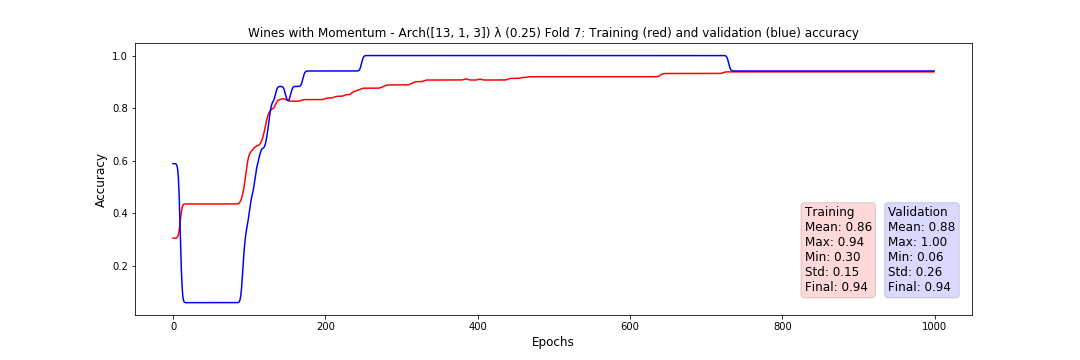 Wines with Momentum - Arch([13, 1, 3]) λ (0.25) Fold 7: Training (red) and validation (blue) accuracy
1.0
0.8
0.6
0.4
0.2
Accuracy
Training
Mean: 0.86
Max: 0.94
Min: 0.30
Std: 0.15
Final: 0.94
Validation
Mean: 0.88
Max: 1.00
Min: 0.06
Std: 0.26
Final: 0.94
0 200 400 600 800 1000
Epochs